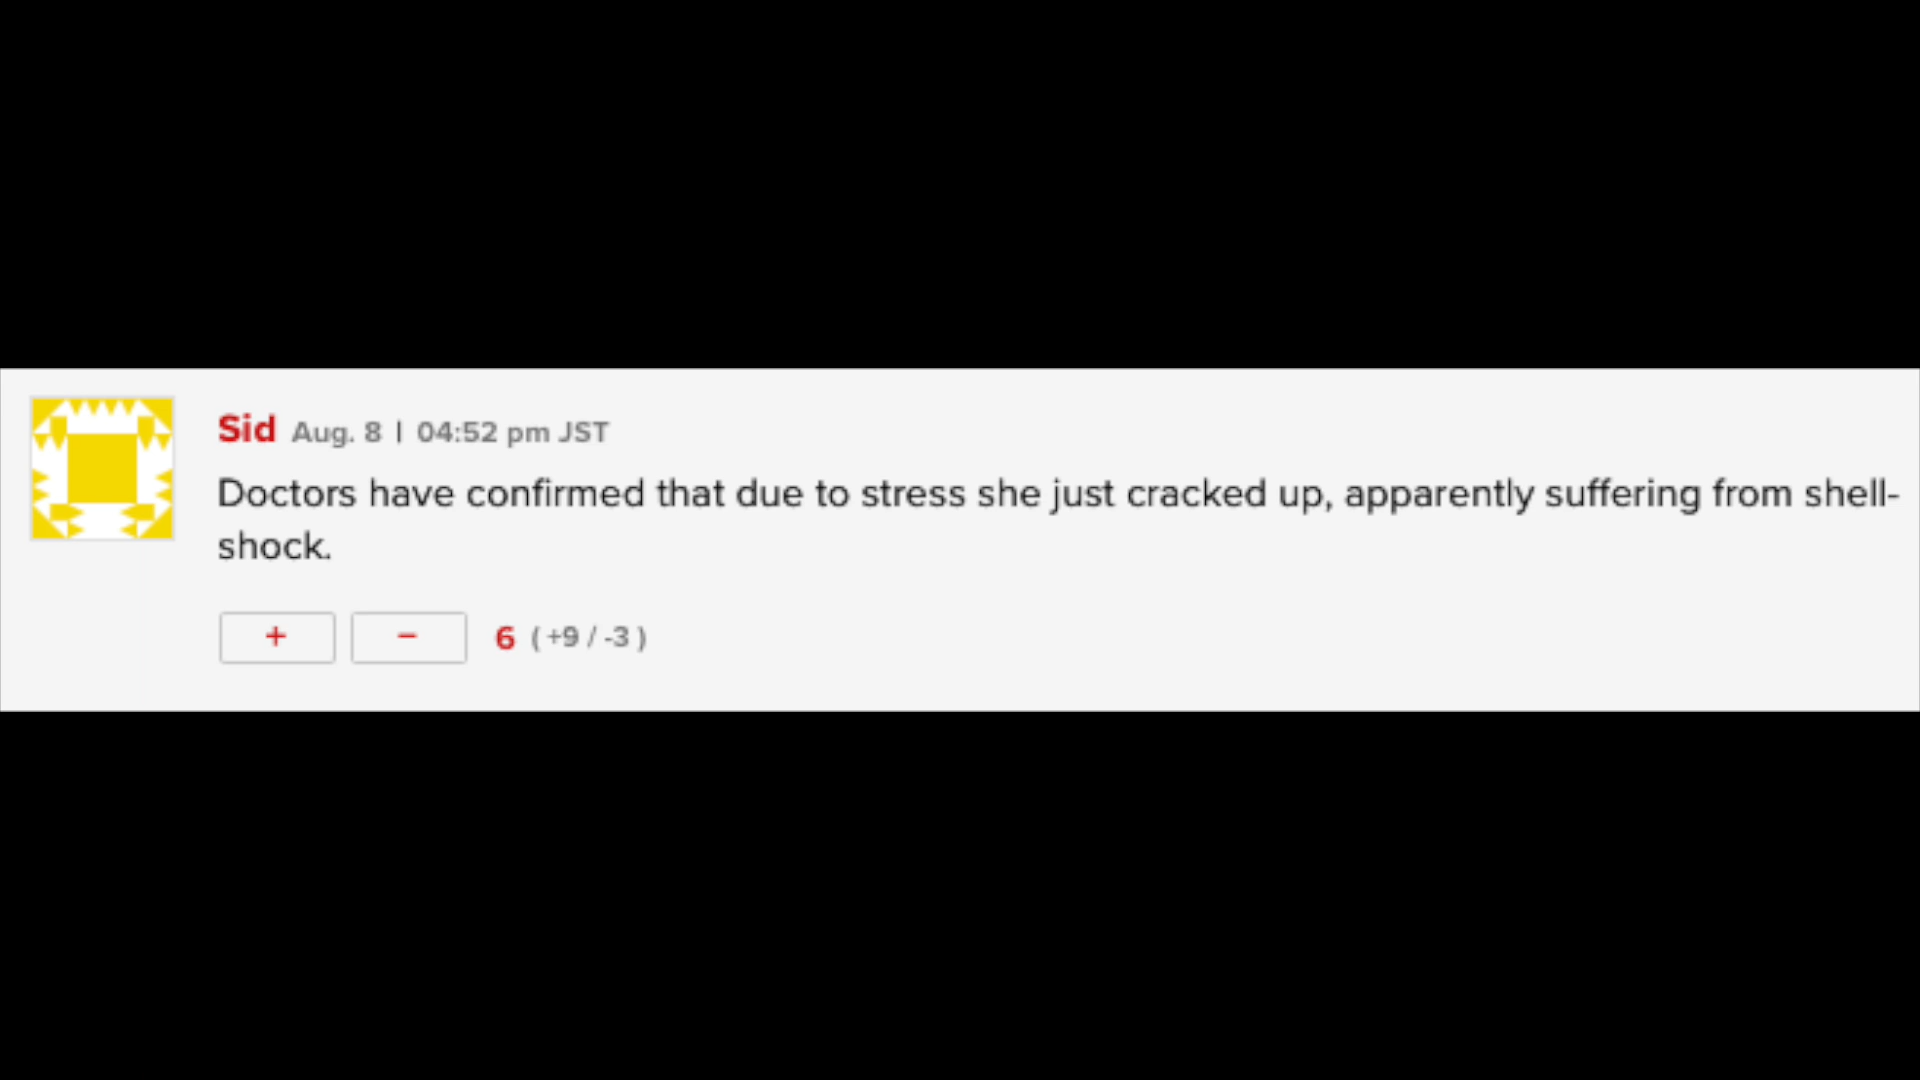 Sid Aug. 8 | 04:52 pm JST
Doctors have confirmed that due to stress she just cracked up, apparently suffering from shell-
shock.
+ − 6 ( +9 / -3 )